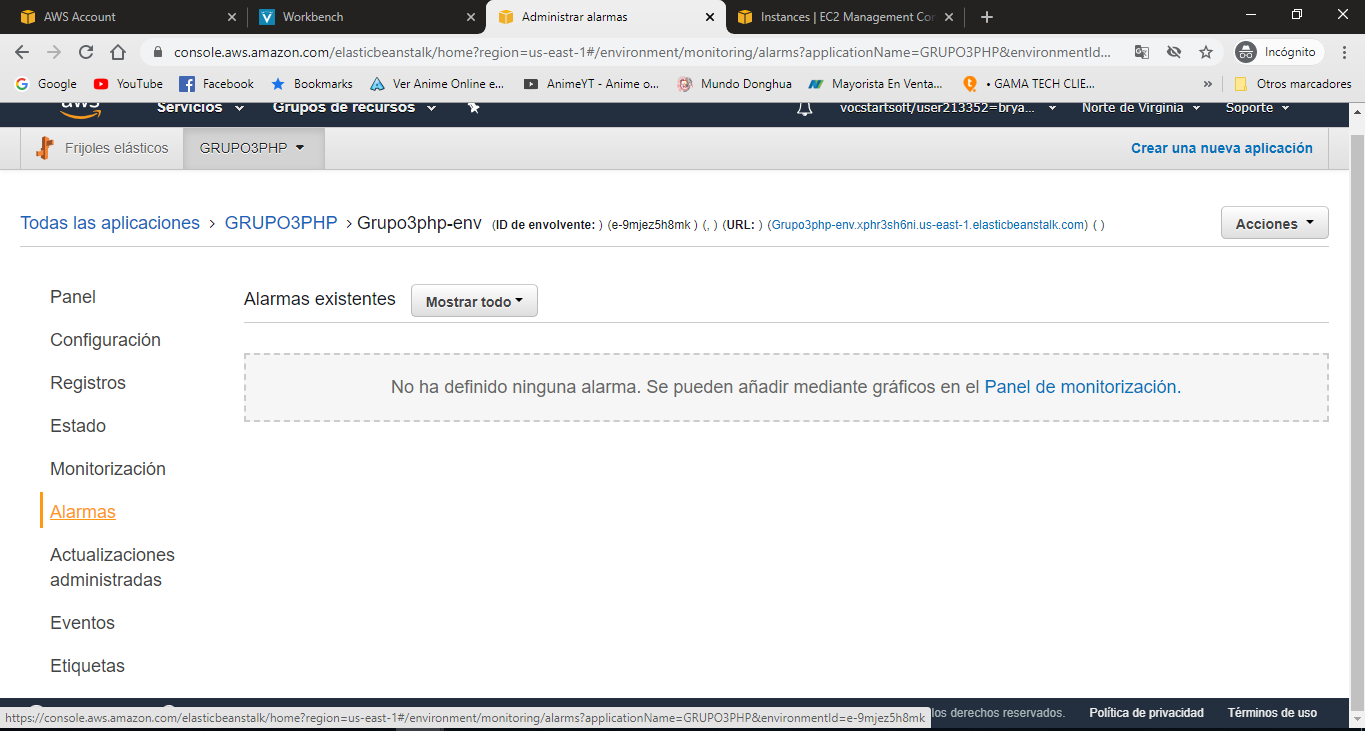 AWS Account
Workbench
Administrar alarmas
Instances | EC2 Management Cor
console.aws.amazon.com/elasticbeanstalk/home?region=us-east-1#/environment/monitoring/alarms?applicationName=GRUPO3PHP&environmentId...
Incógnito
Google
YouTube
Facebook
Bookmarks
Ver Anime Online e...
AnimeYT - Anime o...
Mundo Donghua
Mayorista En Venta...
• GAMA TECH CLIE...
»
Otros marcadores
aws
Servicios
Grupos de recursos
vocstartsoft/user213352=brya...
Norte de Virginia
Soporte
Frijoles elásticos
GRUPO3PHP
Crear una nueva aplicación
Todas las aplicaciones > GRUPO3PHP > Grupo3php-env (ID de envolvente: ) (e-9mjez5h8mk ) (, ) (URL: ) (Grupo3php-env.xphr3sh6ni.us-east-1.elasticbeanstalk.com) ( )
Acciones
Panel
Configuración
Registros
Estado
Monitorización
Alarmas
Actualizaciones
administradas
Eventos
Etiquetas
Alarmas existentes
Mostrar todo
No ha definido ninguna alarma. Se pueden añadir mediante gráficos en el Panel de monitorización.
https://console.aws.amazon.com/elasticbeanstalk/home?region=us-east-1#/environment/monitoring/alarms?applicationName=GRUPO3PHP&environmentId=e-9mjez5h8mk
los derechos reservados.
Política de privacidad
Términos de uso